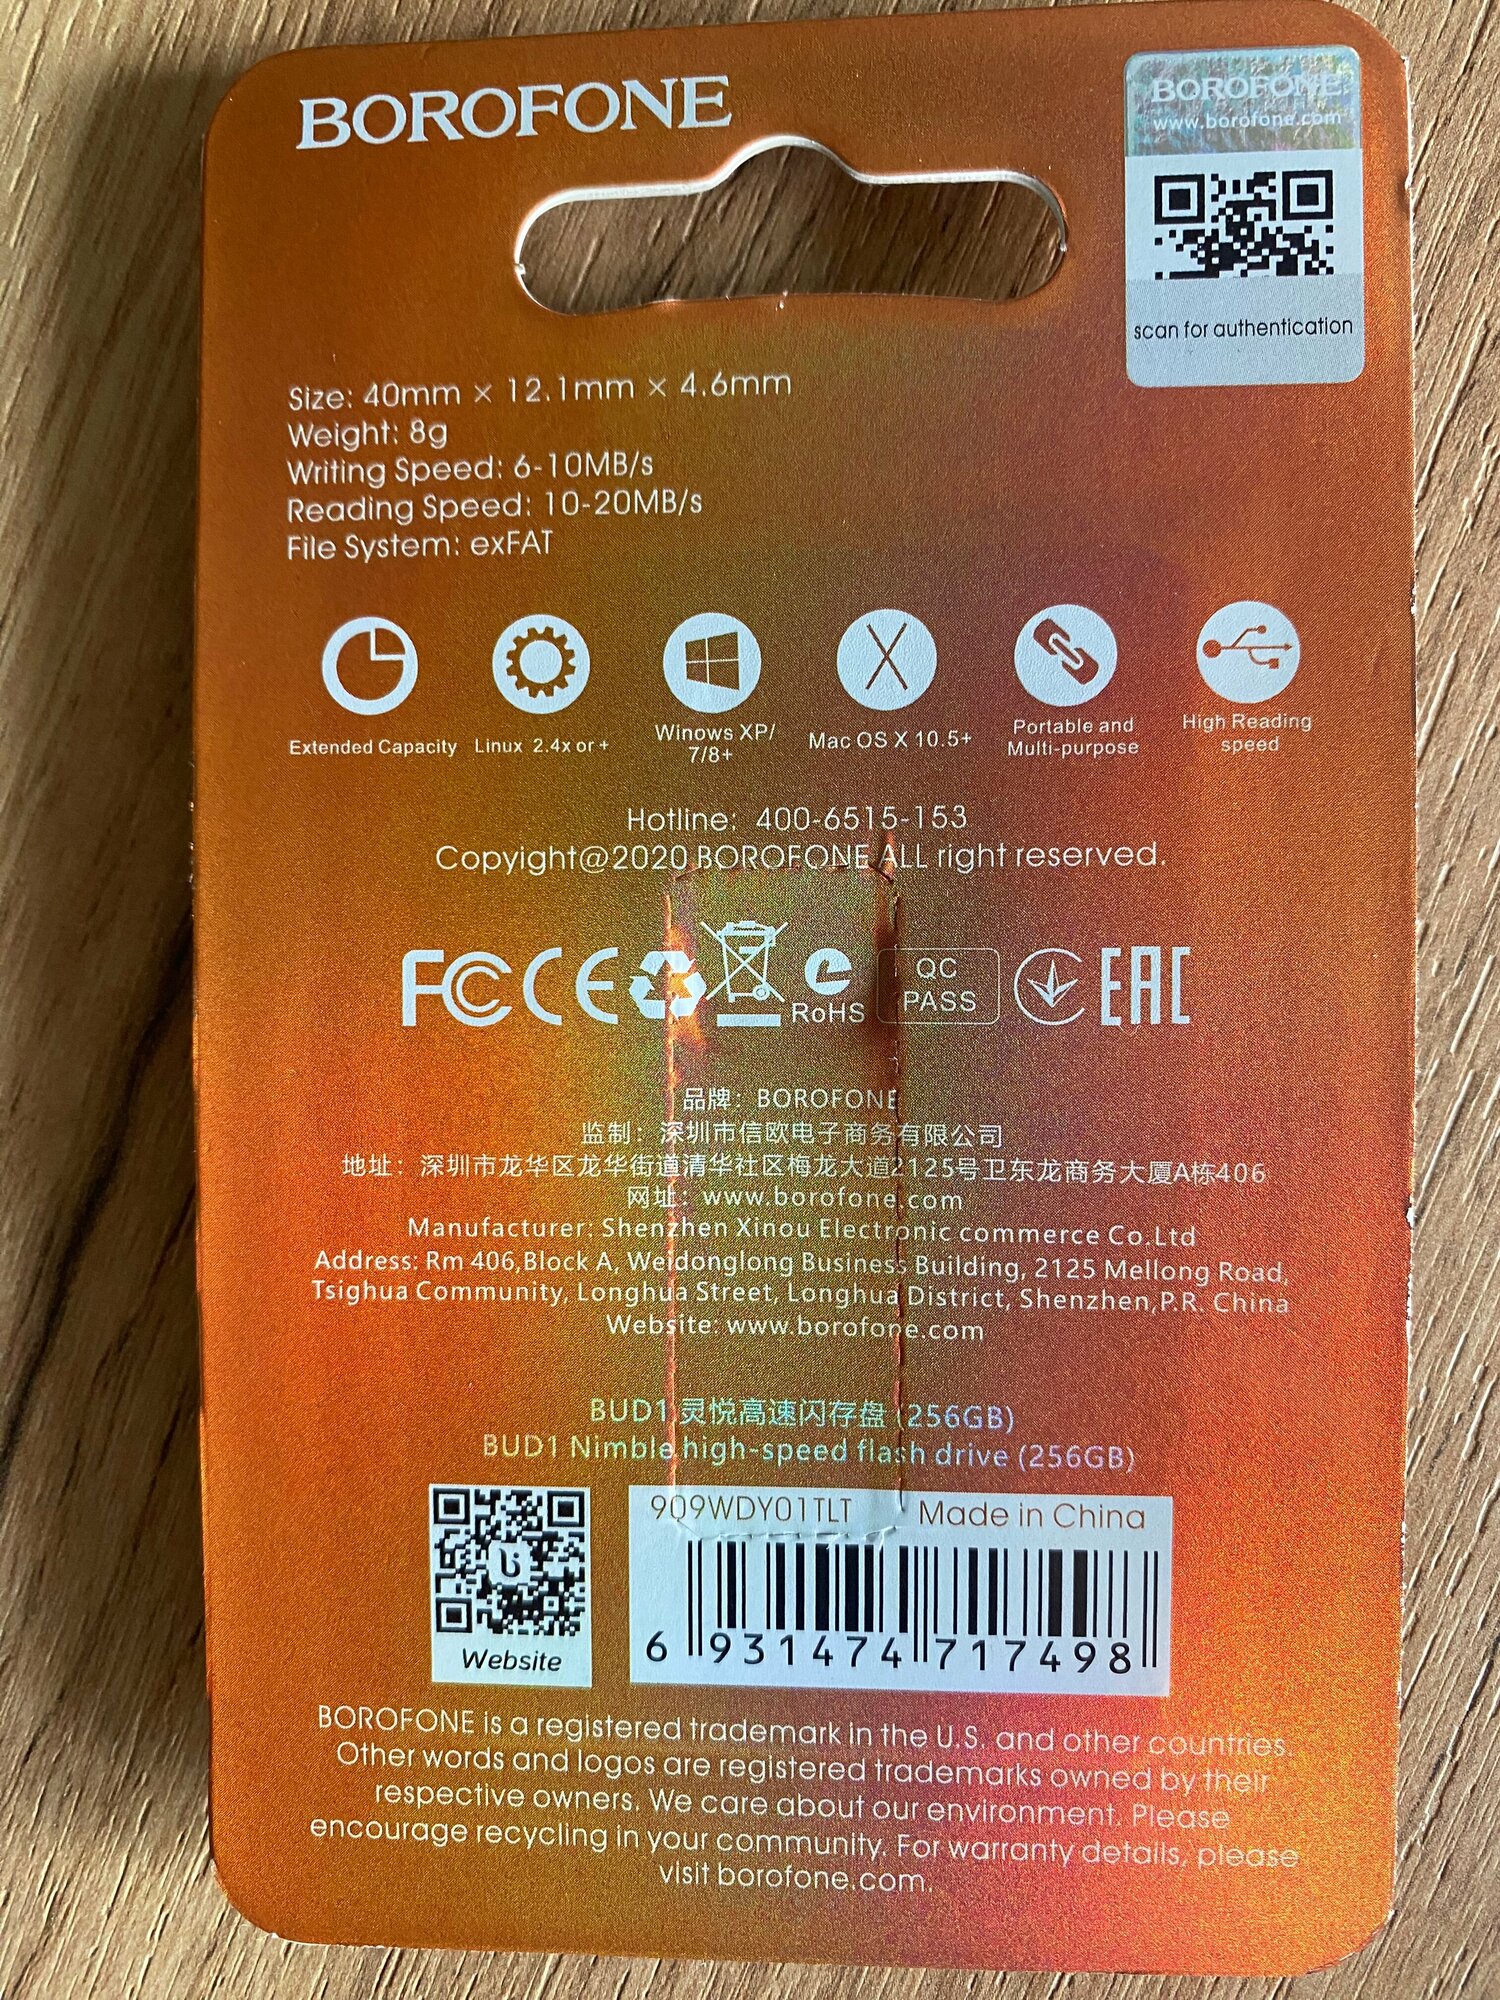 BOROFONE
BOROFONE
www.borofone.com
scan for authentication
Size: 40mm × 12.1mm × 4.6mm
Weight: 8g
Writing Speed: 6-10MB/s
Reading Speed: 10-20MB/s
File System: exFAT
Extended Capacity
Linux 2.4x or +
Winows XP/
7/8+
Mac OS X 10.5+
Portable and
Multi-purpose
High Reading
speed
Hotline: 400-6515-153
Copyight@2020 BOROFONE ALL right reserved.
FC CE RoHS QC PASS EAC
品牌: BOROFONE
监制: 深圳市信欧电子商务有限公司
地址: 深圳市龙华区龙华街道清华社区梅龙大道2125号卫东龙商务大厦A栋406
网址: www.borofone.com
Manufacturer: Shenzhen Xinou Electronic commerce Co.Ltd
Address: Rm 406,Block A, Weidonglong Business Building, 2125 Mellong Road,
Tsighua Community, Longhua Street, Longhua District, Shenzhen,P.R. China
Website: www.borofone.com
BUD1 灵悦高速闪存盘 (256GB)
BUD1 Nimble high-speed flash drive (256GB)
Website
909WDY01TLT Made in China
6 931474 717498
BOROFONE is a registered trademark in the U.S. and other countries.
Other words and logos are registered trademarks owned by their
respective owners. We care about our environment. Please
encourage recycling in your community. For warranty details, please
visit borofone.com.